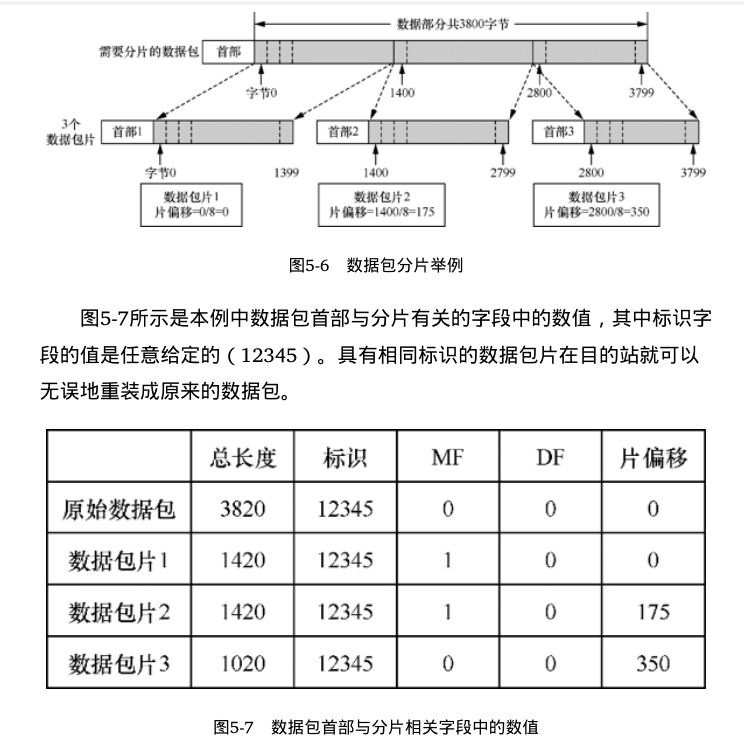 数据部分共3800字节
需要分片的数据包 首部
字节0 1400 2800 3799
3个
数据包片
首部1 首部2 首部3
字节0 1399 1400 2799 2800 3799
数据包片1 数据包片2 数据包片3
片偏移=0/8=0 片偏移=1400/8=175 片偏移=2800/8=350
图5-6 数据包分片举例
图5-7所示是本例中数据包首部与分片有关的字段中的数值，其中标识字
段的值是任意给定的（12345）。具有相同标识的数据包片在目的站就可以
无误地重装成原来的数据包。
总长度 标识 MF DF 片偏移
原始数据包 3820 12345 0 0 0
数据包片1 1420 12345 1 0 0
数据包片2 1420 12345 1 0 175
数据包片3 1020 12345 0 0 350
图5-7 数据包首部与分片相关字段中的数值